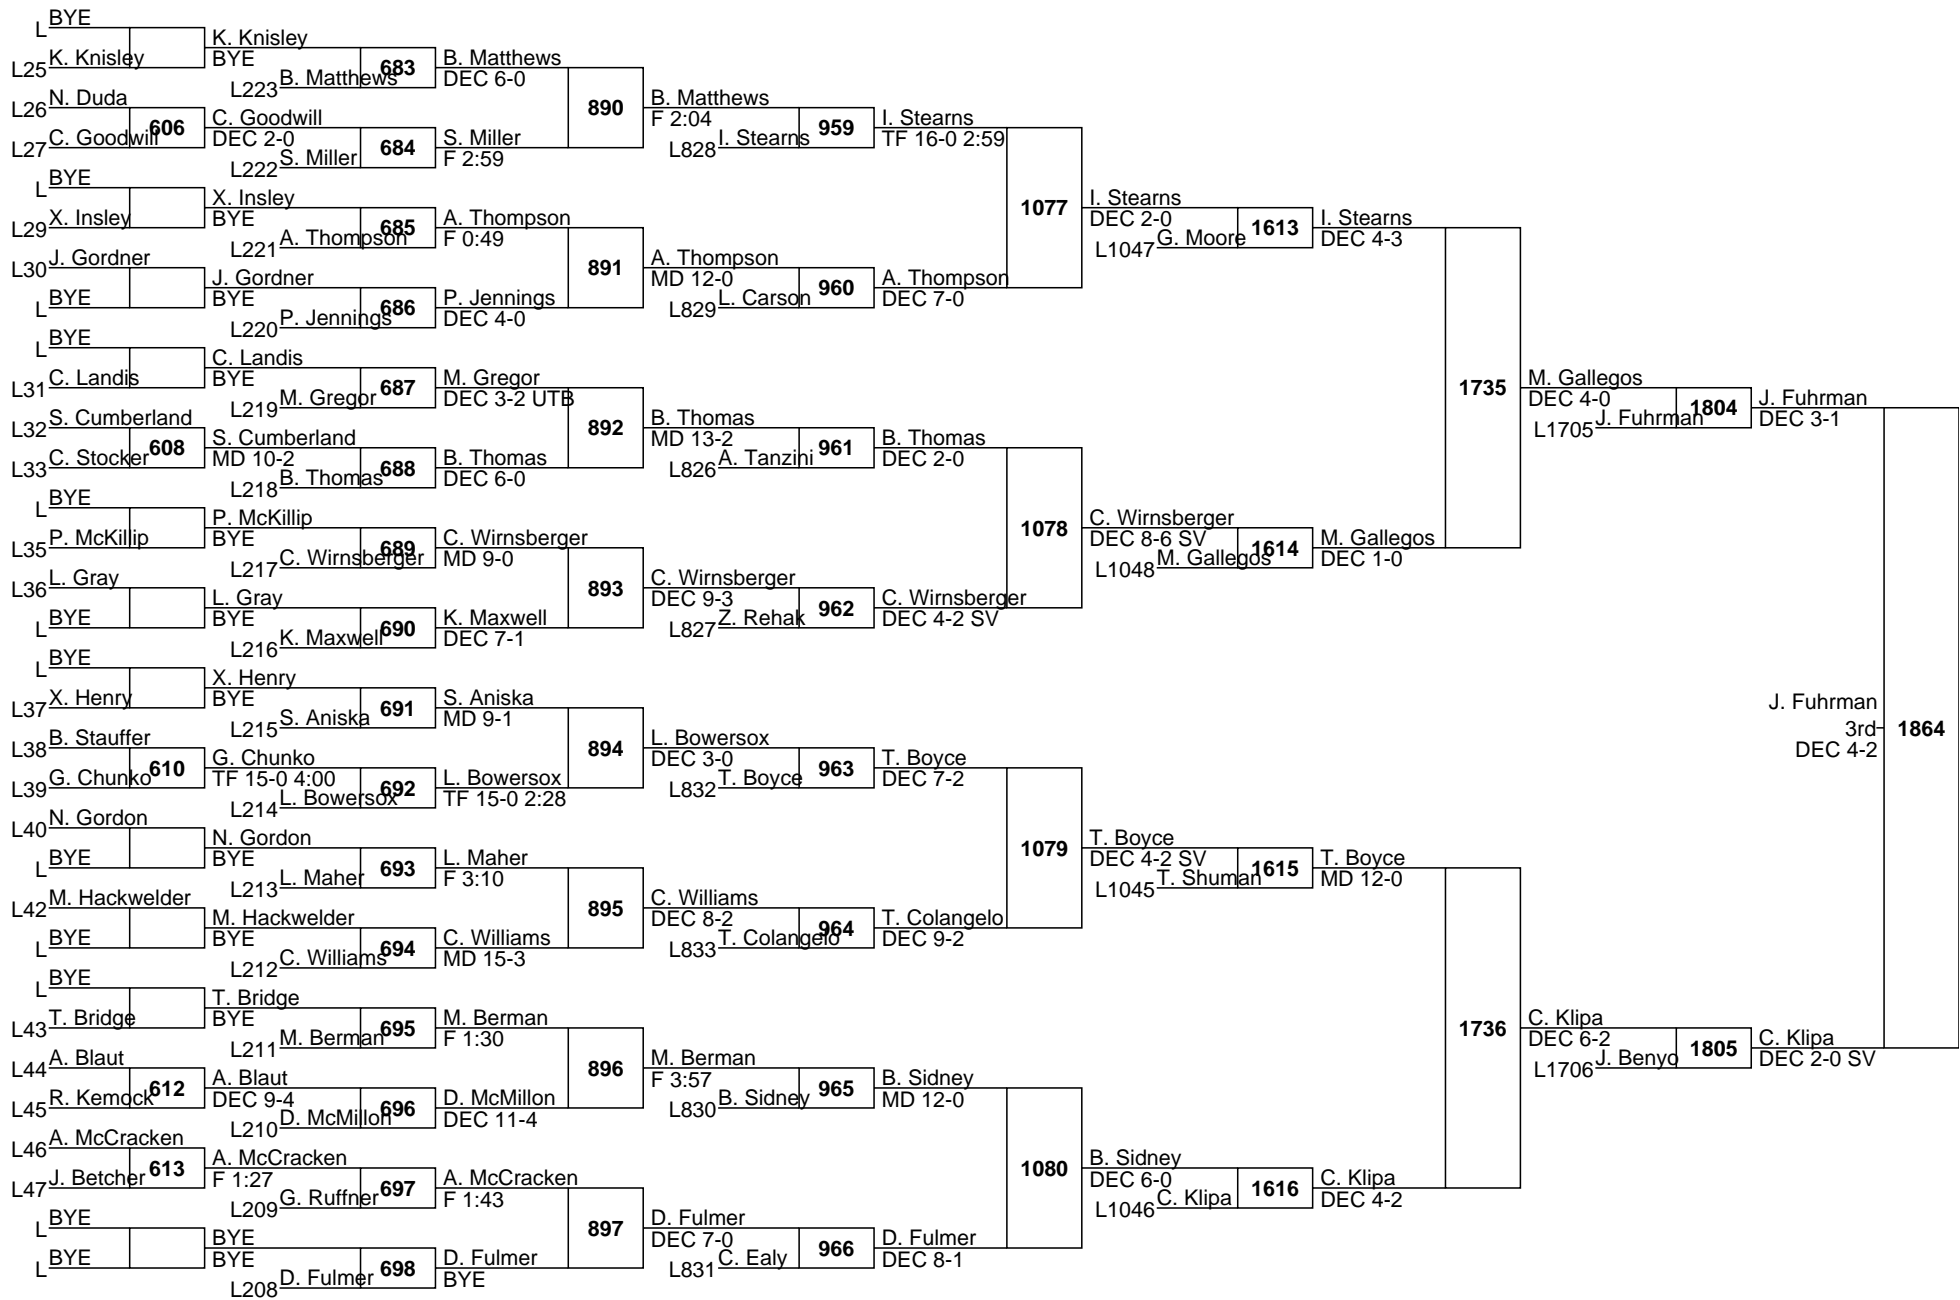 BYE
L
K. Knisley
K. Knisley
BYE
L25
683
B. Matthews
DEC 6-0
L223
B. Matthews
N. Duda
L26
606
C. Goodwill
DEC 2-0
C. Goodwill
L27
684
S. Miller
F 2:59
L222
S. Miller
890
B. Matthews
F 2:04
L828
I. Stearns
959
I. Stearns
TF 16-0 2:59
BYE
L
X. Insley
X. Insley
BYE
L29
685
A. Thompson
F 0:49
L221
A. Thompson
J. Gordner
L30
J. Gordner
BYE
BYE
L
686
P. Jennings
DEC 4-0
L220
P. Jennings
891
A. Thompson
MD 12-0
L829
L. Carson
960
A. Thompson
DEC 7-0
1077
I. Stearns
DEC 2-0
L1047
G. Moore
1613
I. Stearns
DEC 4-3
BYE
L
C. Landis
C. Landis
BYE
L31
687
M. Gregor
DEC 3-2 UTB
L219
M. Gregor
S. Cumberland
L32
608
S. Cumberland
MD 10-2
C. Stocker
L33
688
B. Thomas
DEC 6-0
L218
B. Thomas
892
B. Thomas
MD 13-2
L826
A. Tanzini
961
B. Thomas
DEC 2-0
BYE
L
P. McKillip
P. McKillip
BYE
L35
689
C. Wirnsberger
MD 9-0
L217
C. Wirnsberger
L. Gray
L36
L. Gray
BYE
BYE
L
690
K. Maxwell
DEC 7-1
L216
K. Maxwell
893
C. Wirnsberger
DEC 9-3
L827
Z. Rehak
962
C. Wirnsberger
DEC 4-2 SV
1078
C. Wirnsberger
DEC 8-6 SV
L1048
M. Gallegos
1614
M. Gallegos
DEC 1-0
1735
M. Gallegos
DEC 4-0
L1705
J. Fuhrman
1804
J. Fuhrman
DEC 3-1
BYE
L
X. Henry
X. Henry
BYE
L37
691
S. Aniska
MD 9-1
L215
S. Aniska
B. Stauffer
L38
610
G. Chunko
TF 15-0 4:00
G. Chunko
L39
692
L. Bowersox
TF 15-0 2:28
L214
L. Bowersox
894
L. Bowersox
DEC 3-0
L832
T. Boyce
963
T. Boyce
DEC 7-2
N. Gordon
L40
N. Gordon
BYE
BYE
L
693
L. Maher
F 3:10
L213
L. Maher
M. Hackwelder
L42
M. Hackwelder
BYE
BYE
L
694
C. Williams
MD 15-3
L212
C. Williams
895
C. Williams
DEC 8-2
L833
T. Colangelo
964
T. Colangelo
DEC 9-2
1079
T. Boyce
DEC 4-2 SV
L1045
T. Shuman
1615
T. Boyce
MD 12-0
BYE
L
T. Bridge
T. Bridge
BYE
L43
695
M. Berman
F 1:30
L211
M. Berman
A. Blaut
L44
612
A. Blaut
DEC 9-4
R. Kemock
L45
696
D. McMillon
DEC 11-4
L210
D. McMillon
896
M. Berman
F 3:57
L830
B. Sidney
965
B. Sidney
MD 12-0
A. McCracken
L46
613
A. McCracken
F 1:27
J. Betcher
L47
697
A. McCracken
F 1:43
L209
G. Ruffner
BYE
L
BYE
BYE
BYE
L
698
D. Fulmer
BYE
L208
D. Fulmer
897
D. Fulmer
DEC 7-0
L831
C. Ealy
966
D. Fulmer
DEC 8-1
1080
B. Sidney
DEC 6-0
L1046
C. Klipa
1616
C. Klipa
DEC 4-2
1736
C. Klipa
DEC 6-2
L1706
J. Benyo
1805
C. Klipa
DEC 2-0 SV
J. Fuhrman
3rd
DEC 4-2
1864